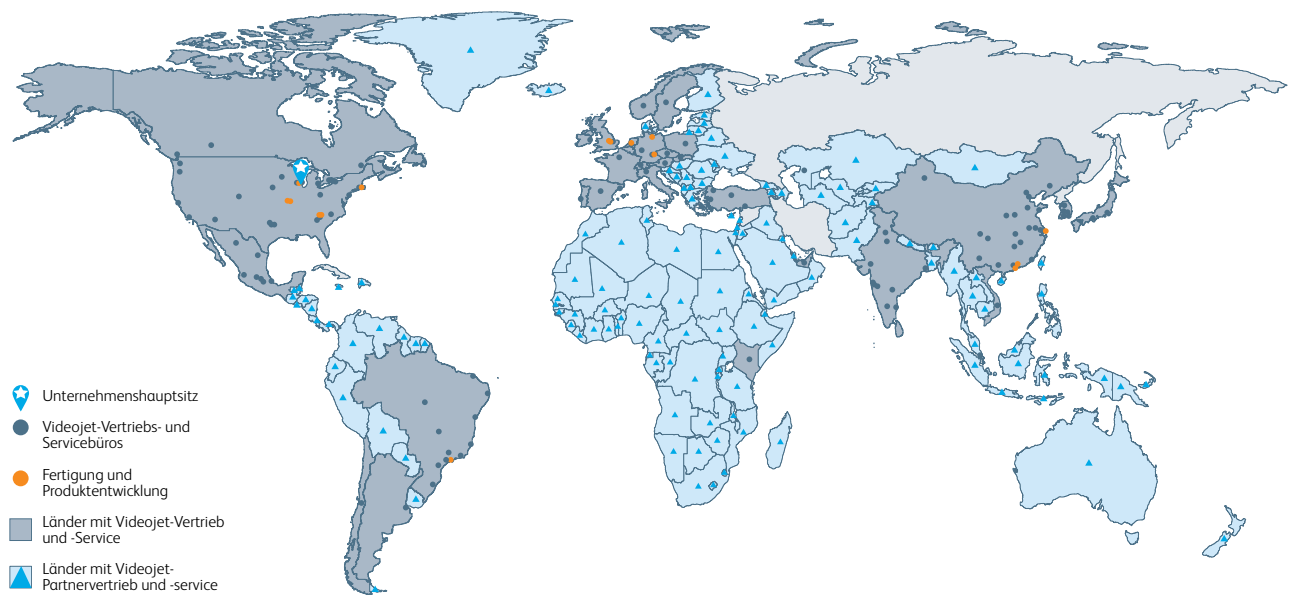 Unternehmenshauptsitz
Videojet-Vertriebs- und
Servicebüros
Fertigung und
Produktentwicklung
Länder mit Videojet-Vertrieb
und -Service
Länder mit Videojet-
Partnervertrieb und -service